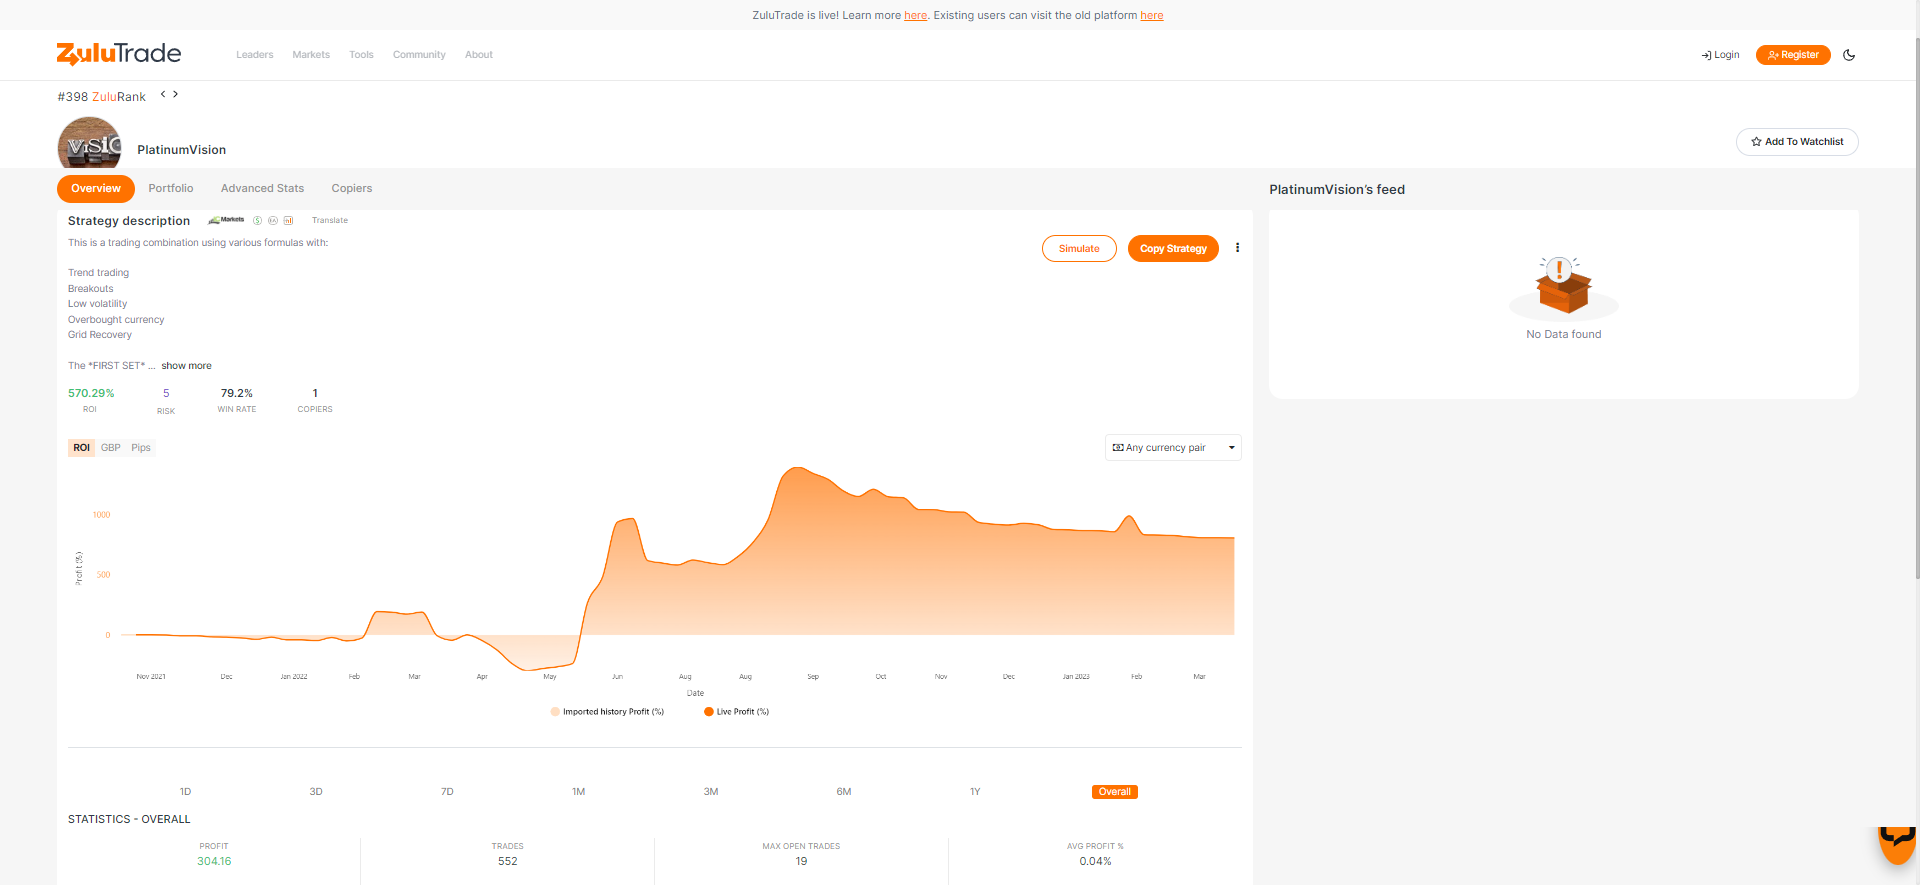 ZuluTrade is live! Learn more here. Existing users can visit the old platform here
ZuluTrade
Leaders Markets Tools Community About
Login Register
#398 ZuluRank
PlatinumVision
Add To Watchlist
Overview Portfolio Advanced Stats Copiers
PlatinumVision's feed
Strategy description Markets Translate
This is a trading combination using various formulas with:
Simulate Copy Strategy
Trend trading
Breakouts
Low volatility
Overbought currency
Grid Recovery
No Data found
The *FIRST SET* ... show more
570.29% 5 79.2% 1
ROI RISK WIN RATE COPIERS
ROI GBP Pips
Any currency pair
1000
500
0
Profit (%)
Nov 2021 Dec Jan 2022 Feb Mar Apr May Jun Aug Aug Sep Oct Nov Dec Jan 2023 Feb Mar
Date
Imported history Profit (%) Live Profit (%)
1D 3D 7D 1M 3M 6M 1Y Overall
STATISTICS - OVERALL
PROFIT TRADES MAX OPEN TRADES AVG PROFIT %
304.16 552 19 0.04%